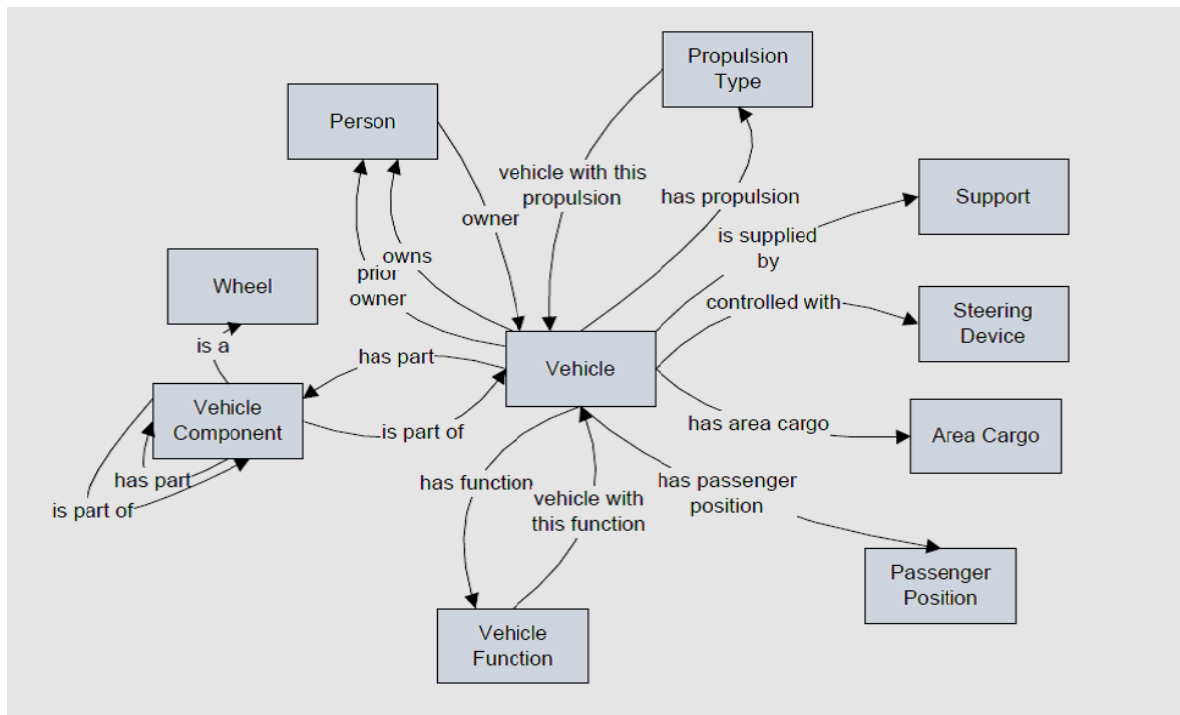 Propulsion
Type
Person
vehicle with this
propulsion
has propulsion
Support
owner
is supplied
by
owns
prior
owner
Wheel
controlled with
Steering
Device
is a
has part
Vehicle
Vehicle
Component
is part of
has area cargo
Area Cargo
has part
is part of
has function
vehicle with
this function
has passenger
position
Passenger
Position
Vehicle
Function